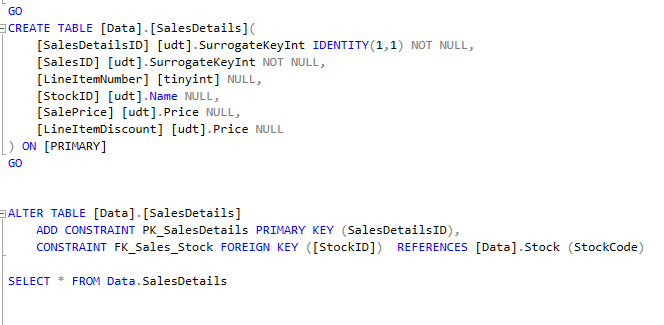 GO
CREATE TABLE [Data].[SalesDetails](
[SalesDetailsID] [udt].SurrogateKeyInt IDENTITY(1,1) NOT NULL,
[SalesID] [udt].SurrogateKeyInt NOT NULL,
[LineItemNumber] [tinyint] NULL,
[StockID] [udt].Name NULL,
[SalePrice] [udt].Price NULL,
[LineItemDiscount] [udt].Price NULL
) ON [PRIMARY]
GO
ALTER TABLE [Data].[SalesDetails]
ADD CONSTRAINT PK_SalesDetails PRIMARY KEY (SalesDetailsID),
CONSTRAINT FK_Sales_Stock FOREIGN KEY ([StockID])  REFERENCES [Data].Stock (StockCode)
SELECT * FROM Data.SalesDetails